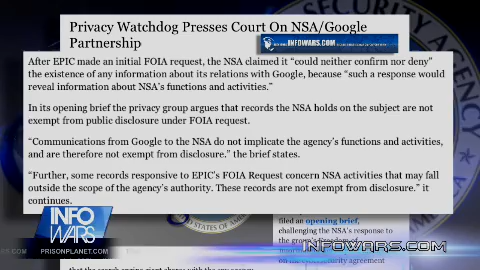 Privacy Watchdog Presses Court On NSA/Google
Partnership
INFOWARS.COM
After EPIC made an initial FOIA request, the NSA claimed it “could neither confirm nor deny”
the existence of any information about its relations with Google, because “such a response would
reveal information about NSA’s functions and activities.”
In its opening brief the privacy group argues that records the NSA holds on the subject are not
exempt from public disclosure under FOIA request.
“Communications from Google to the NSA do not implicate the agency’s functions and activities,
and are therefore not exempt from disclosure.” the brief states.
“Further, some records responsive to EPIC’s FOIA Request concern NSA activities that may fall
outside the scope of the agency’s authority. These records are not exempt from disclosure.” it
continues.
INFO
WARS
PRISONPLANET.COM
filed an opening brief,
challenging the NSA’s response to
INFOWARS.COM